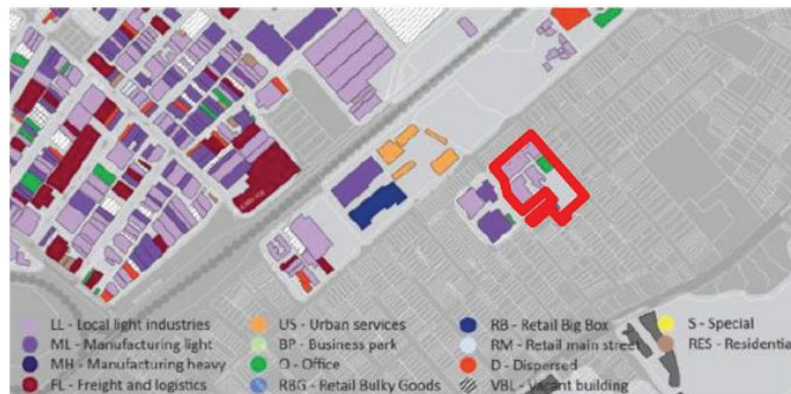 LL - Local light industries
ML - Manufacturing light
MH - Manufacturing heavy
FL - Freight and logistics
US - Urban services
BP - Business park
O - Office
RBG - Retail Bulky Goods
RB - Retail Big Box
RM - Retail main street
D - Dispersed
VBL - Vacant building
S - Special
RES - Residentia